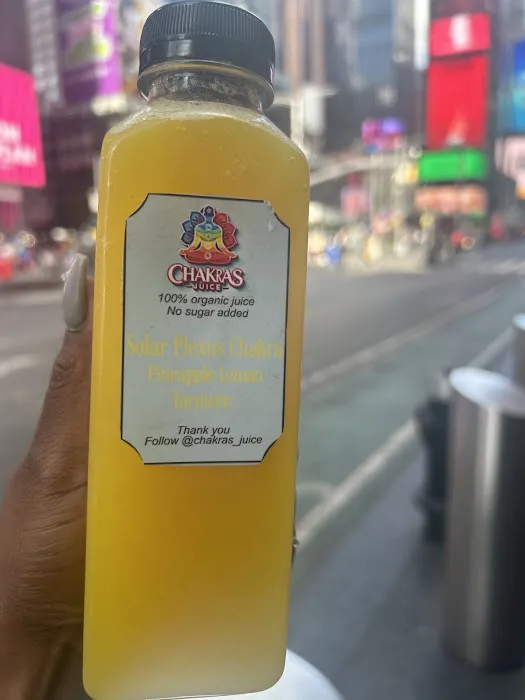 CHAKRAS
JUICE
100% organic juice
No sugar added
Solar Plexus Chakra
Pineapple Lemon
turmeric
Thank you
Follow @chakras_juice